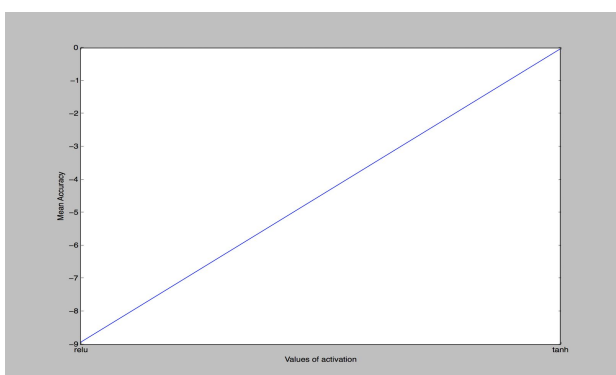 0
−1
−2
−3
−4
−5
−6
−7
−8
−9
Mean Accuracy
relu
tanh
Values of activation